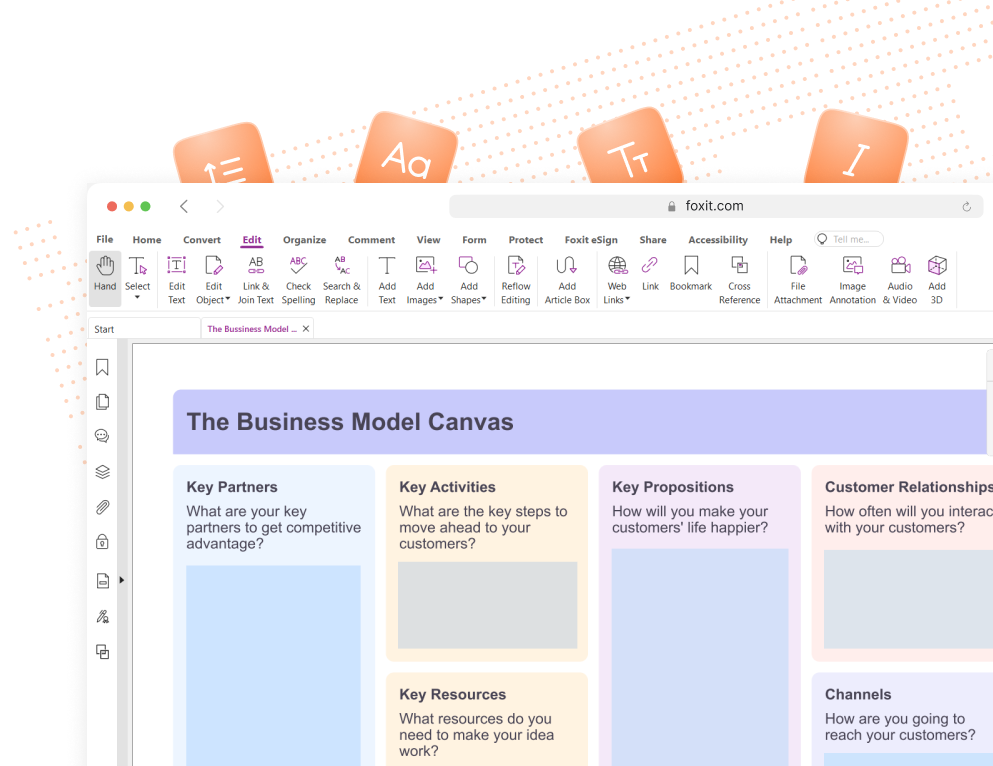 Aa
TT
I
foxit.com
File Home Convert Edit Organize Comment View Form Protect Foxit eSign Share Accessibility Help Tell me...
Hand
Select
Edit
Text
Edit
Object
AB
Link &
Join Text
ABC
Check
Spelling
AB
AC
Search &
Replace
Add
Text
Add
Images
Add
Shapes
Reflow
Editing
Add
Article Box
Web
Links
Link
Bookmark
Cross
Reference
File
Attachment
Image
Annotation
Audio
& Video
Add
3D
Start
The Bussiness Model ...
The Business Model Canvas
Key Partners
What are your key
partners to get competitive
advantage?
Key Activities
What are the key steps to
move ahead to your
customers?
Key Propositions
How will you make your
customers' life happier?
Customer Relationships
How often will you interac
with your customers?
Key Resources
What resources do you
need to make your idea
work?
Channels
How are you going to
reach your customers?